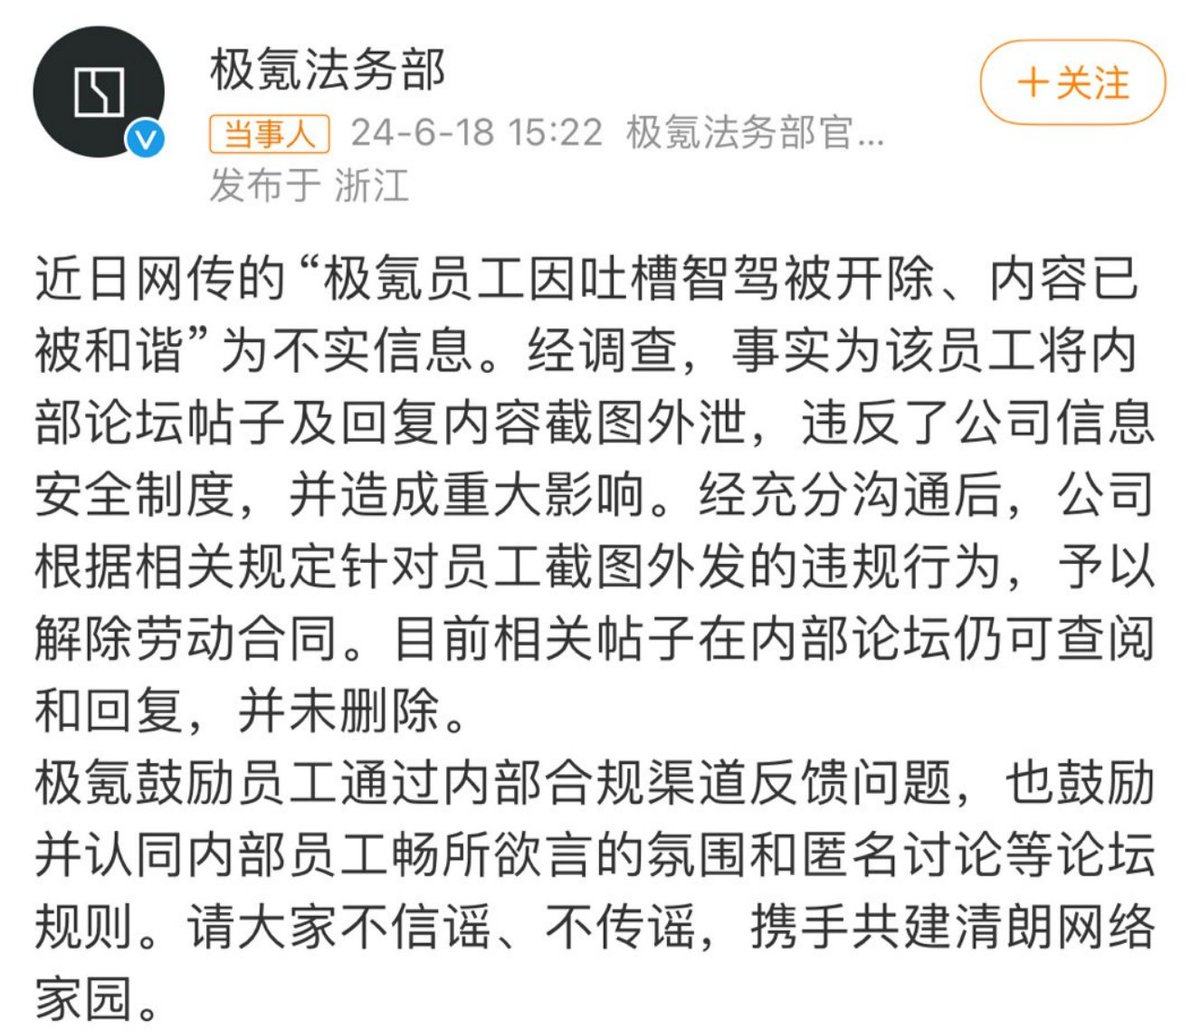 极氪法务部
+关注
当事人 24-6-18 15:22 极氪法务部官...
发布于 浙江
近日网传的“极氪员工因吐槽智驾被开除、内容已
被和谐”为不实信息。经调查，事实为该员工将内
部论坛帖子及回复内容截图外泄，违反了公司信息
安全制度，并造成重大影响。经充分沟通后，公司
根据相关规定针对员工截图外发的违规行为，予以
解除劳动合同。目前相关帖子在内部论坛仍可查阅
和回复，并未删除。
极氪鼓励员工通过内部合规渠道反馈问题，也鼓励
并认同内部员工畅所欲言的氛围和匿名讨论等论坛
规则。请大家不信谣、不传谣，携手共建清朗网络
家园。